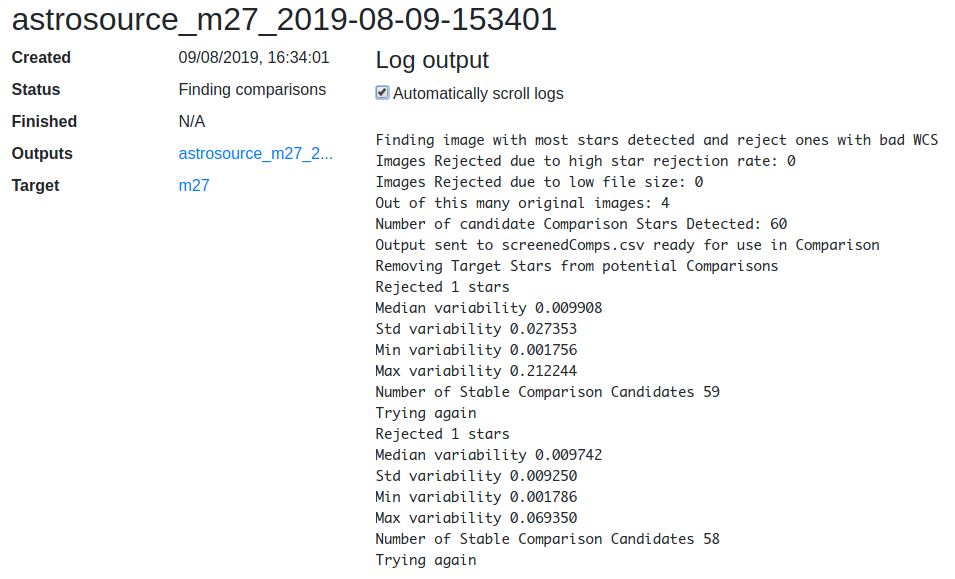 astrosource_m27_2019-08-09-153401
Created 09/08/2019, 16:34:01
Status Finding comparisons
Finished N/A
Outputs astrosource_m27_2...
Target m27
Log output
Automatically scroll logs
Finding image with most stars detected and reject ones with bad WCS
Images Rejected due to high star rejection rate: 0
Images Rejected due to low file size: 0
Out of this many original images: 4
Number of candidate Comparison Stars Detected: 60
Output sent to screenedComps.csv ready for use in Comparison
Removing Target Stars from potential Comparisons
Rejected 1 stars
Median variability 0.009908
Std variability 0.027353
Min variability 0.001756
Max variability 0.212244
Number of Stable Comparison Candidates 59
Trying again
Rejected 1 stars
Median variability 0.009742
Std variability 0.009250
Min variability 0.001786
Max variability 0.069350
Number of Stable Comparison Candidates 58
Trying again